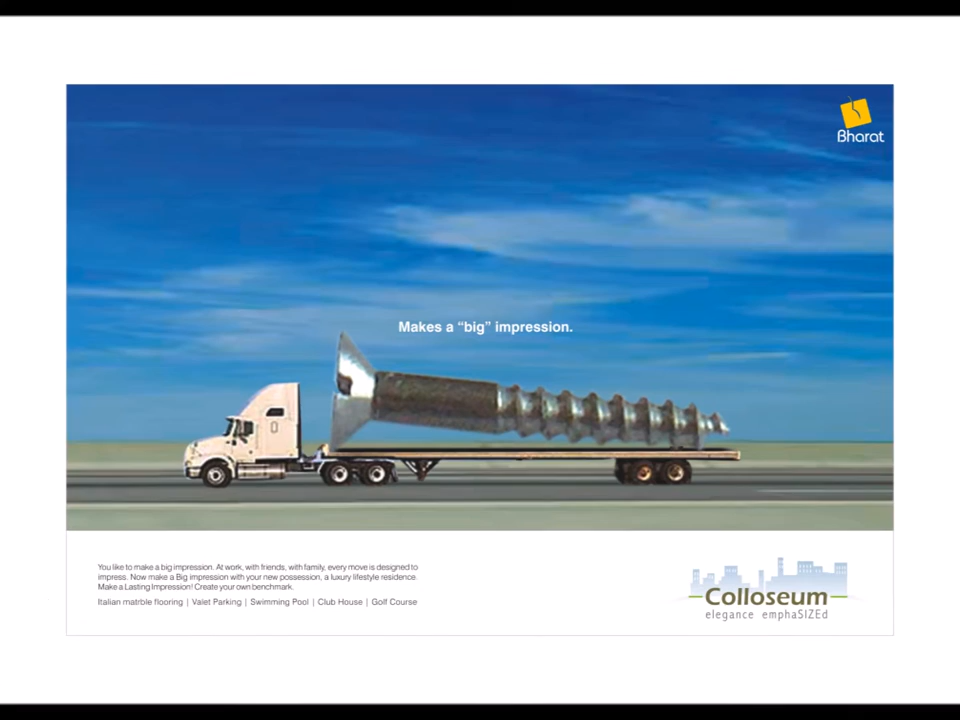 Bharat
Makes a “big” impression.
You like to make a big impression. At work, with friends, with family, every move is designed to
impress. Now make a Big impression with your new possession, a luxury lifestyle residence.
Make a Lasting Impression! Create your own benchmark.
Italian matrble flooring | Valet Parking | Swimming Pool | Club House | Golf Course
Colloseum
elegance emphaSIZEd